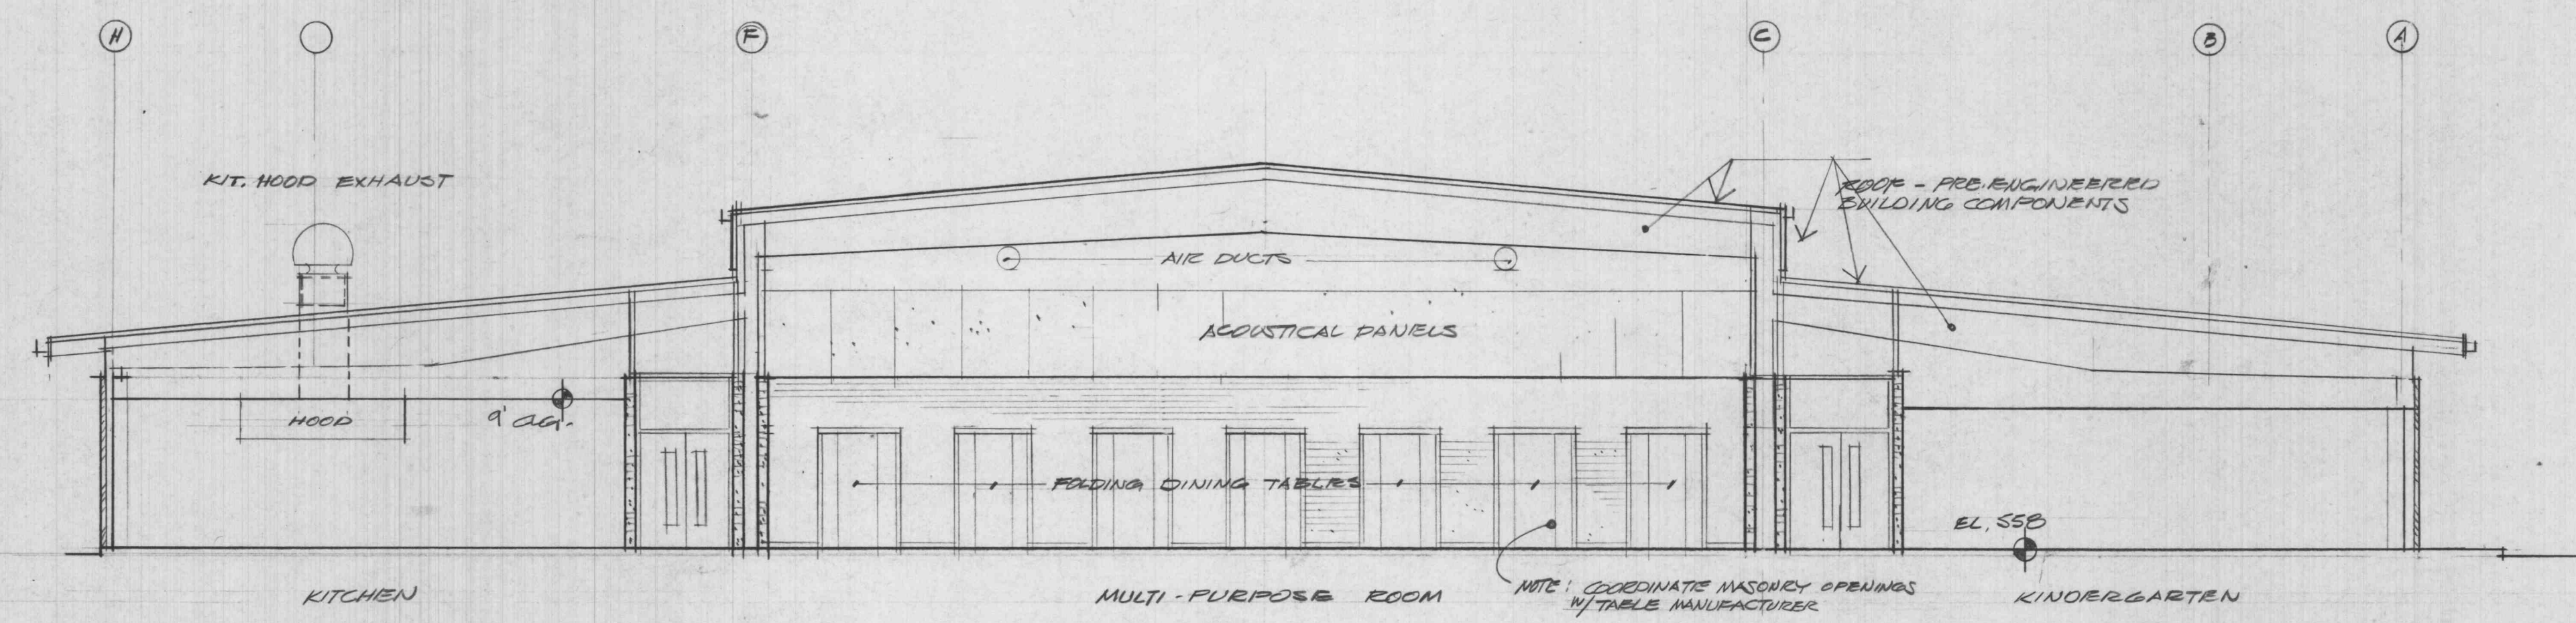 H
F
C
B
A
KIT. HOOD EXHAUST
ROOF - PRE.ENGINEERED
BUILDING COMPONENTS
AIR DUCTS
ACOUSTICAL PANELS
HOOD
9' CLG.
FOLDING DINING TABLES
EL. 558
KITCHEN
MULTI-PURPOSE ROOM
NOTE: COORDINATE MASONRY OPENINGS
W/ TABLE MANUFACTURER
KINDERGARTEN